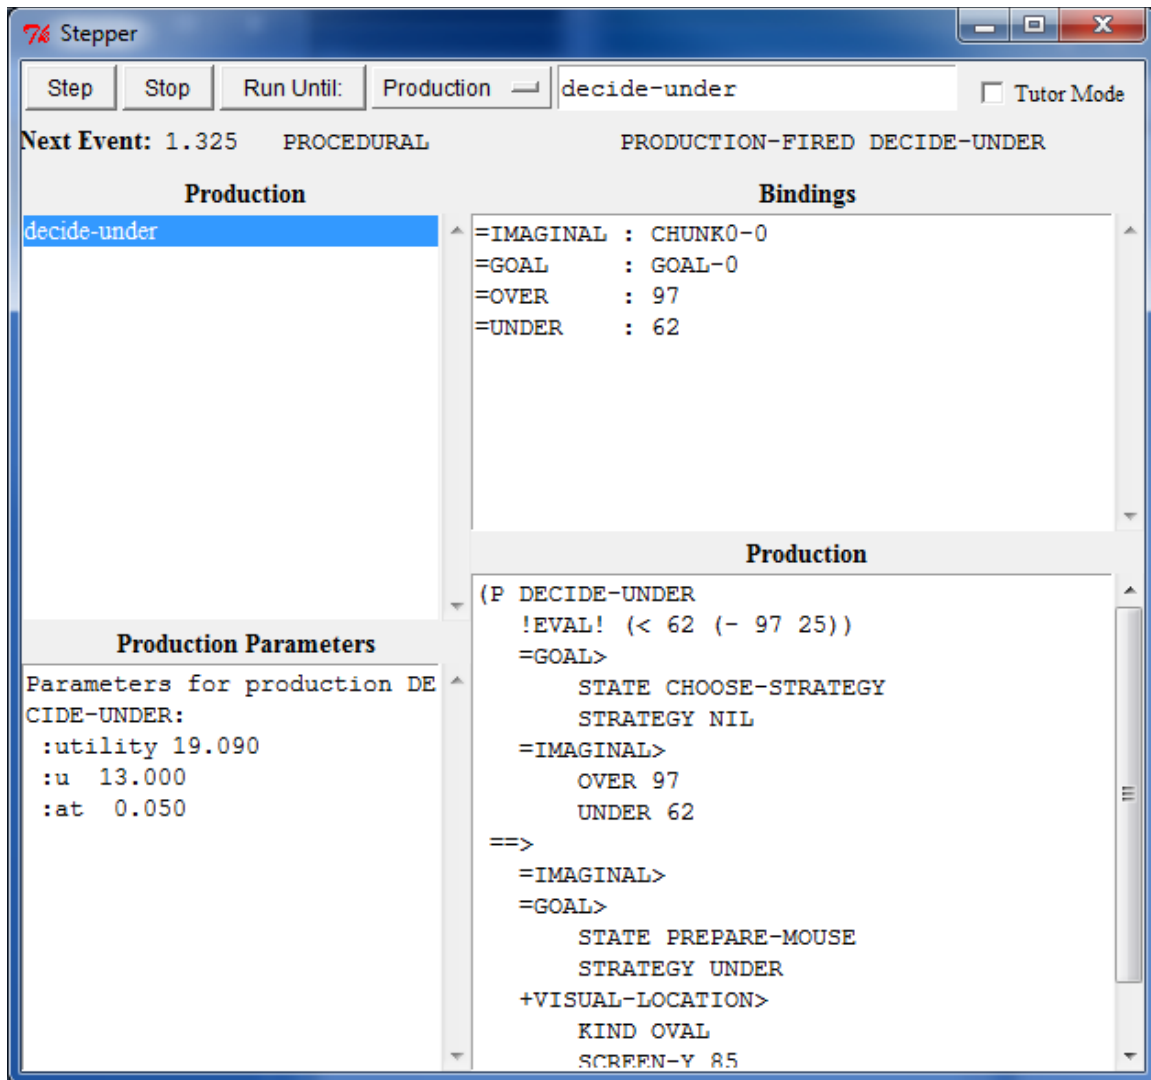 Stepper
Step Stop Run Until: Production decide-under Tutor Mode
Next Event: 1.325 PROCEDURAL PRODUCTION-FIRED DECIDE-UNDER
Production
decide-under
Bindings
=IMAGINAL : CHUNK0-0
=GOAL : GOAL-0
=OVER : 97
=UNDER : 62
Production Parameters
Parameters for production DE
CIDE-UNDER:
:utility 19.090
:u 13.000
:at 0.050
Production
(P DECIDE-UNDER
!EVAL! (< 62 (- 97 25))
=GOAL>
STATE CHOOSE-STRATEGY
STRATEGY NIL
=IMAGINAL>
OVER 97
UNDER 62
==>
=IMAGINAL>
=GOAL>
STATE PREPARE-MOUSE
STRATEGY UNDER
+VISUAL-LOCATION>
KIND OVAL
SCREEN-Y 85